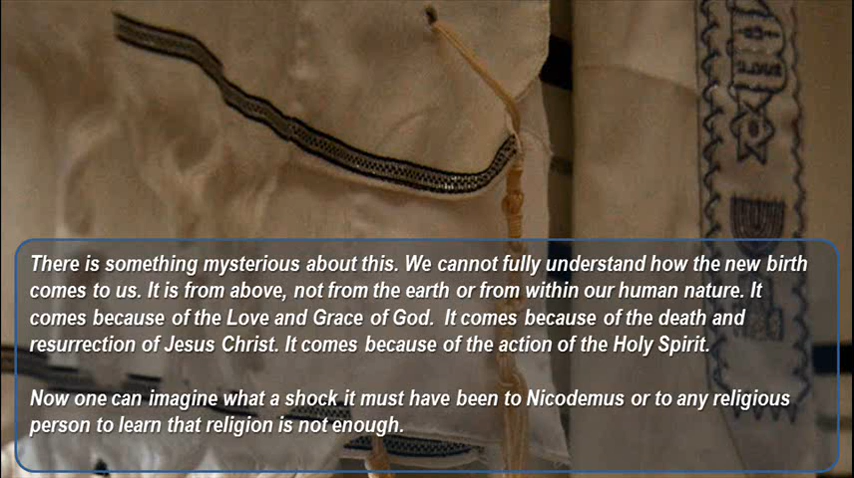 There is something mysterious about this. We cannot fully understand how the new birth
comes to us. It is from above, not from the earth or from within our human nature. It
comes because of the Love and Grace of God.  It comes because of the death and
resurrection of Jesus Christ. It comes because of the action of the Holy Spirit.
Now one can imagine what a shock it must have been to Nicodemus or to any religious
person to learn that religion is not enough.